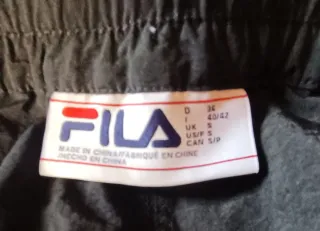 FILA
D 36
I 40/42
UK S
US/F S
CAN S/P
MADE IN CHINA/FABRIQUÉ EN CHINE
/HECHO EN CHINA